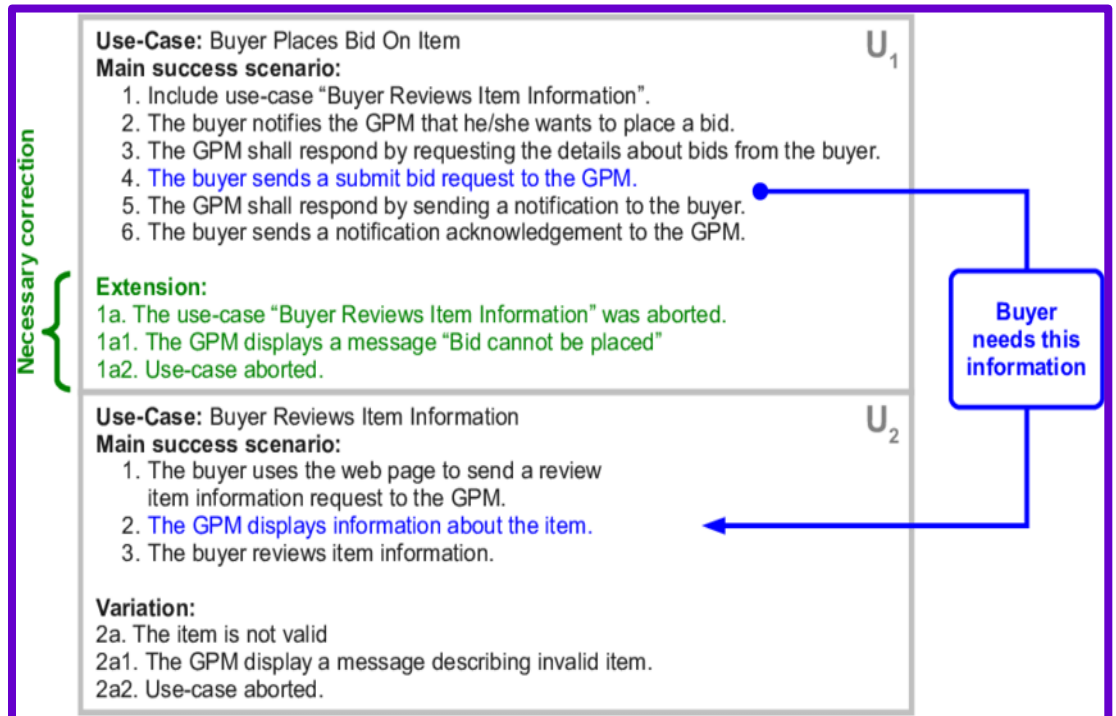 Use-Case: Buyer Places Bid On Item
U1
Main success scenario:
1. Include use-case “Buyer Reviews Item Information”.
2. The buyer notifies the GPM that he/she wants to place a bid.
3. The GPM shall respond by requesting the details about bids from the buyer.
4. The buyer sends a submit bid request to the GPM.
5. The GPM shall respond by sending a notification to the buyer.
6. The buyer sends a notification acknowledgement to the GPM.
Necessary correction
Extension:
1a. The use-case “Buyer Reviews Item Information” was aborted.
1a1. The GPM displays a message “Bid cannot be placed”
1a2. Use-case aborted.
Buyer
needs this
information
Use-Case: Buyer Reviews Item Information
U2
Main success scenario:
1. The buyer uses the web page to send a review
item information request to the GPM.
2. The GPM displays information about the item.
3. The buyer reviews item information.
Variation:
2a. The item is not valid
2a1. The GPM display a message describing invalid item.
2a2. Use-case aborted.